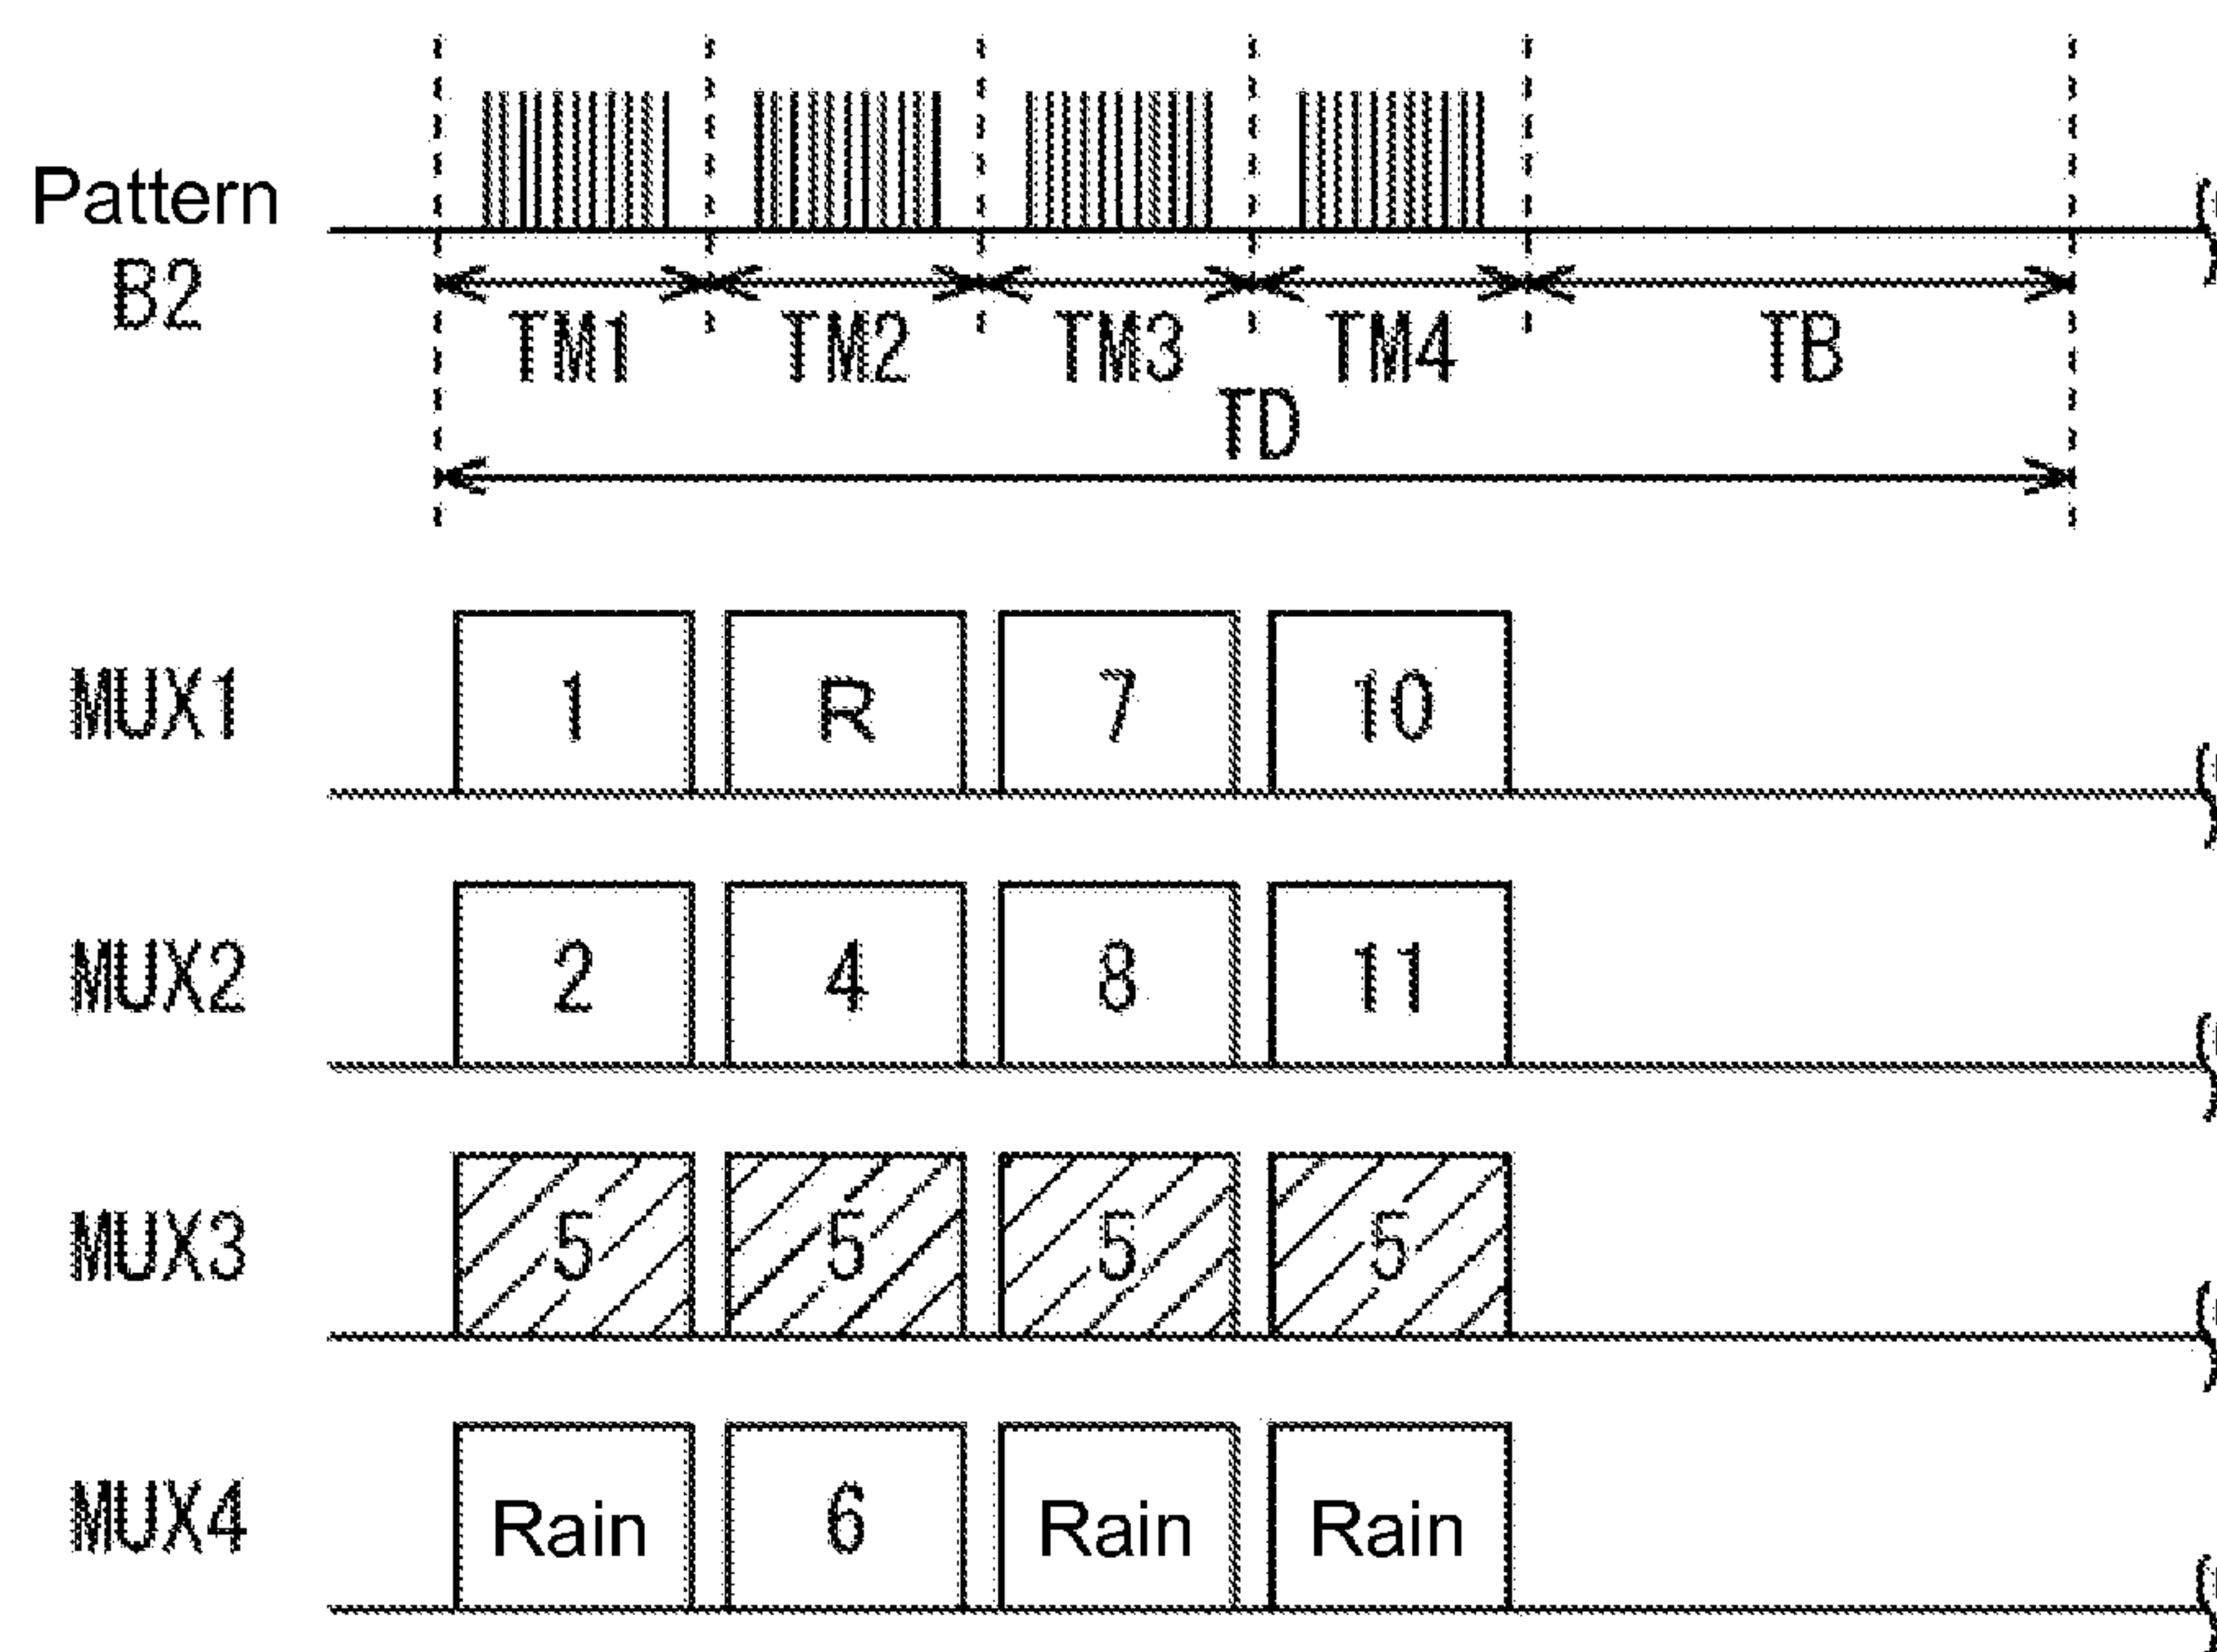 Pattern
B2
TM1 TM2 TM3 TM4 TB
TD
MUX1 1 R 7 10
MUX2 2 4 8 11
MUX3 5 5 5 5
MUX4 Rain 6 Rain Rain